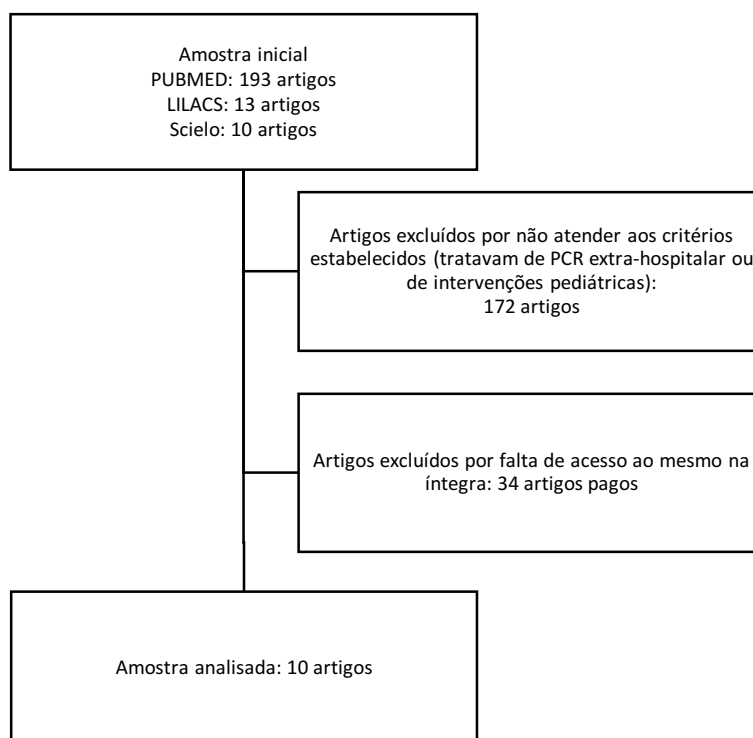 Amostra inicial
PUBMED: 193 artigos
LILACS: 13 artigos
Scielo: 10 artigos
Artigos excluídos por não atender aos critérios
estabelecidos (tratavam de PCR extra-hospitalar ou
de intervenções pediátricas):
172 artigos
Artigos excluídos por falta de acesso ao mesmo na
íntegra: 34 artigos pagos
Amostra analisada: 10 artigos